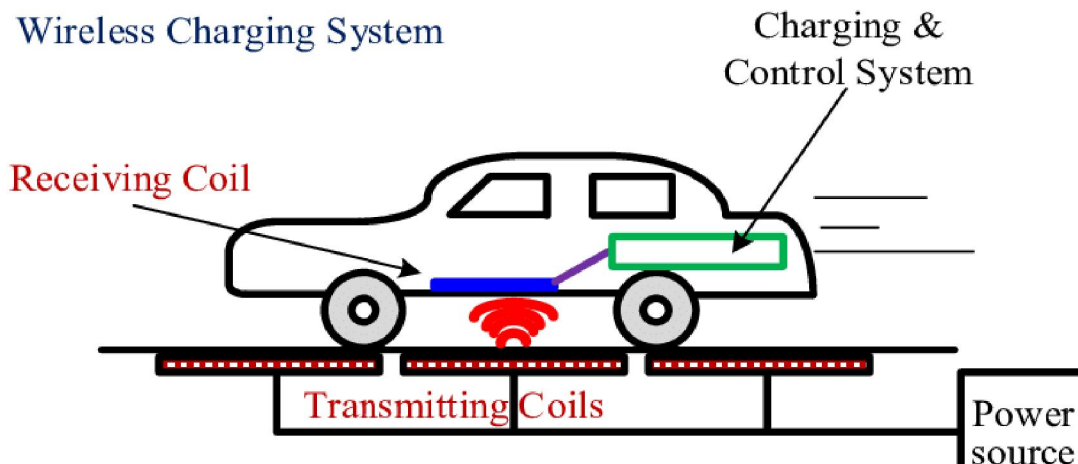 Wireless Charging System
Charging &
Control System
Receiving Coil
Transmitting Coils
Power
source